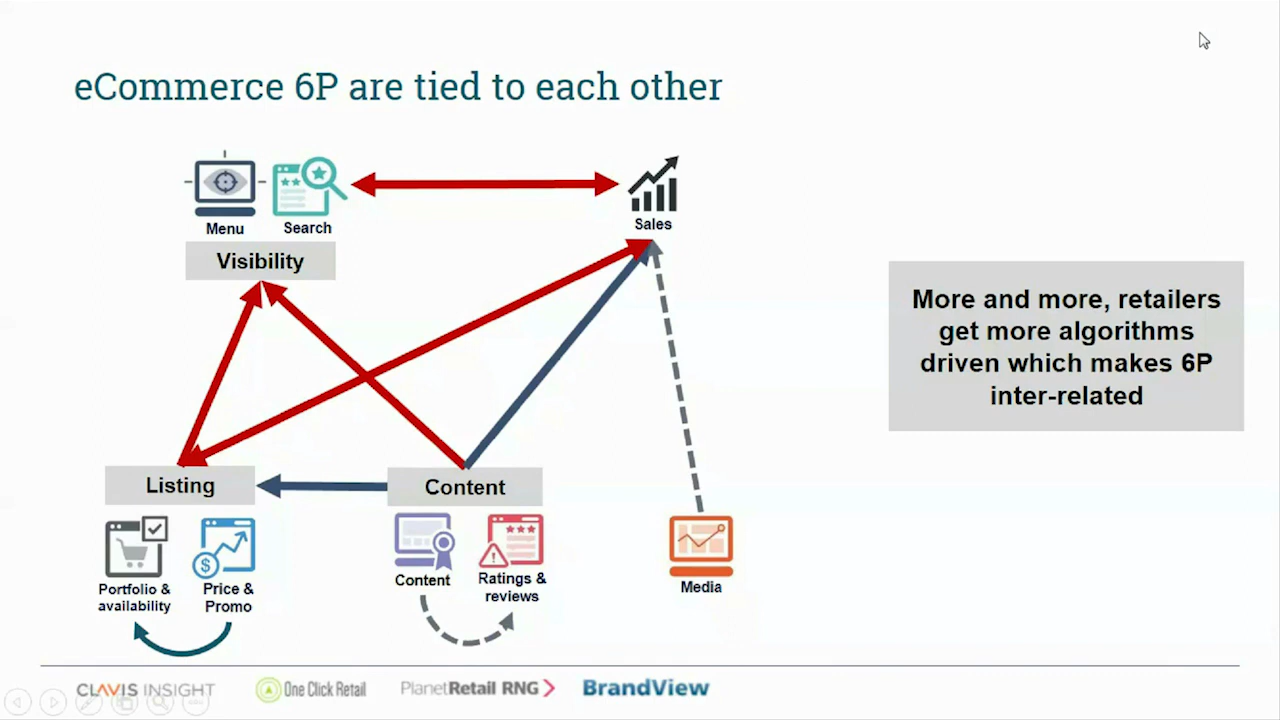 eCommerce 6P are tied to each other
Menu
Search
Sales
Visibility
More and more, retailers
get more algorithms
driven which makes 6P
inter-related
Listing
Content
Portfolio &
availability
Price &
Promo
Content
Ratings &
reviews
Media
CLAVIS INSIGHT
One Click Retail
PlanetRetail RNG
BrandView